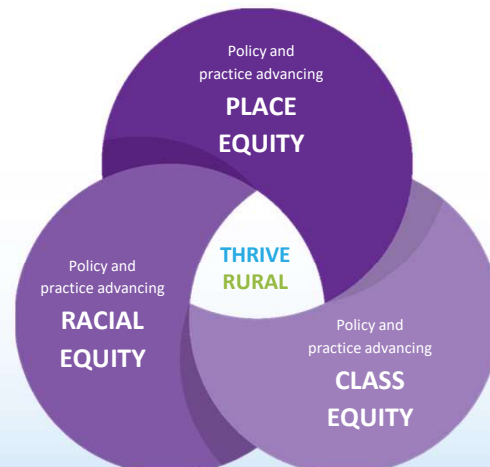 Policy and
practice advancing
PLACE
EQUITY
THRIVE
RURAL
Policy and
practice advancing
RACIAL
EQUITY
Policy and
practice advancing
CLASS
EQUITY